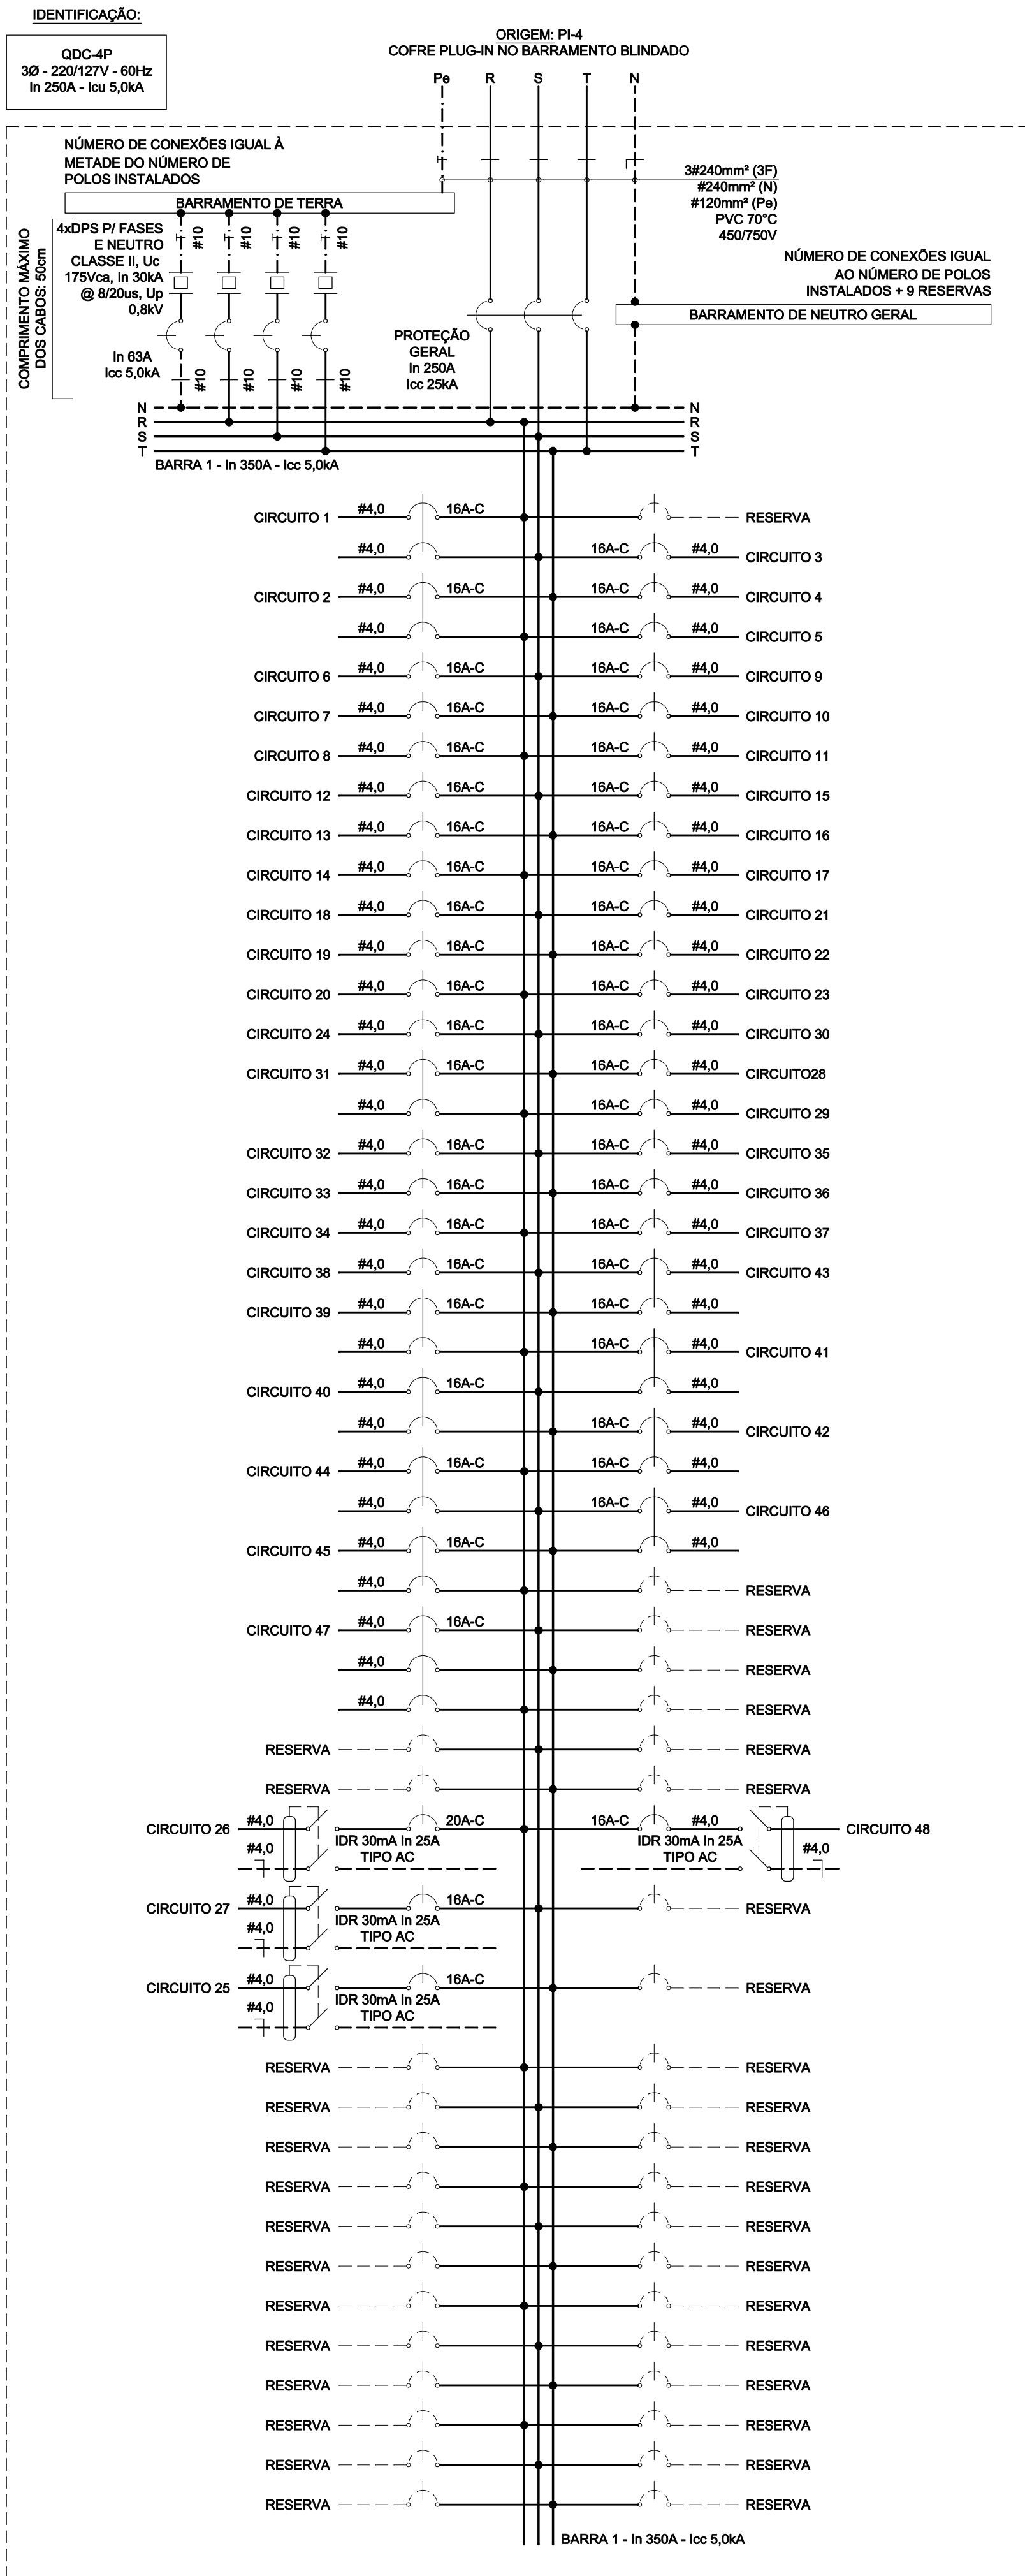 IDENTIFICAÇÃO:
QDC-4P
3Ø - 220/127V - 60Hz
In 250A - Icu 5,0kA
ORIGEM: PI-4
COFRE PLUG-IN NO BARRAMENTO BLINDADO
Pe R S T N
NÚMERO DE CONEXÕES IGUAL À
METADE DO NÚMERO DE
POLOS INSTALADOS
BARRAMENTO DE TERRA
3#240mm² (3F)
#240mm² (N)
#120mm² (Pe)
PVC 70°C
450/750V
COMPRIMENTO MÁXIMO
DOS CABOS: 50cm
4xDPS P/ FASES
E NEUTRO
CLASSE II, Uc
175Vca, In 30kA
@ 8/20us, Up
0,8kV
#10 #10 #10 #10
In 63A
Icc 5,0kA
#10 #10 #10 #10
PROTEÇÃO
GERAL
In 250A
Icc 25kA
NÚMERO DE CONEXÕES IGUAL
AO NÚMERO DE POLOS
INSTALADOS + 9 RESERVAS
BARRAMENTO DE NEUTRO GERAL
N N
R R
S S
T T
BARRA 1 - In 350A - Icc 5,0kA
CIRCUITO 1 #4,0 16A-C RESERVA
#4,0 16A-C #4,0 CIRCUITO 3
CIRCUITO 2 #4,0 16A-C 16A-C #4,0 CIRCUITO 4
#4,0 16A-C #4,0 CIRCUITO 5
CIRCUITO 6 #4,0 16A-C 16A-C #4,0 CIRCUITO 9
CIRCUITO 7 #4,0 16A-C 16A-C #4,0 CIRCUITO 10
CIRCUITO 8 #4,0 16A-C 16A-C #4,0 CIRCUITO 11
CIRCUITO 12 #4,0 16A-C 16A-C #4,0 CIRCUITO 15
CIRCUITO 13 #4,0 16A-C 16A-C #4,0 CIRCUITO 16
CIRCUITO 14 #4,0 16A-C 16A-C #4,0 CIRCUITO 17
CIRCUITO 18 #4,0 16A-C 16A-C #4,0 CIRCUITO 21
CIRCUITO 19 #4,0 16A-C 16A-C #4,0 CIRCUITO 22
CIRCUITO 20 #4,0 16A-C 16A-C #4,0 CIRCUITO 23
CIRCUITO 24 #4,0 16A-C 16A-C #4,0 CIRCUITO 30
CIRCUITO 31 #4,0 16A-C 16A-C #4,0 CIRCUITO28
#4,0 16A-C #4,0 CIRCUITO 29
CIRCUITO 32 #4,0 16A-C 16A-C #4,0 CIRCUITO 35
CIRCUITO 33 #4,0 16A-C 16A-C #4,0 CIRCUITO 36
CIRCUITO 34 #4,0 16A-C 16A-C #4,0 CIRCUITO 37
CIRCUITO 38 #4,0 16A-C 16A-C #4,0 CIRCUITO 43
CIRCUITO 39 #4,0 16A-C 16A-C #4,0
#4,0 16A-C #4,0 CIRCUITO 41
CIRCUITO 40 #4,0 16A-C #4,0
#4,0 16A-C #4,0 CIRCUITO 42
CIRCUITO 44 #4,0 16A-C 16A-C #4,0
#4,0 16A-C #4,0 CIRCUITO 46
CIRCUITO 45 #4,0 16A-C #4,0
#4,0 RESERVA
CIRCUITO 47 #4,0 16A-C RESERVA
#4,0 RESERVA
#4,0 RESERVA
RESERVA RESERVA
RESERVA RESERVA
CIRCUITO 26 #4,0 20A-C 16A-C #4,0 CIRCUITO 48
#4,0 IDR 30mA In 25A IDR 30mA In 25A #4,0
TIPO AC TIPO AC
CIRCUITO 27 #4,0 16A-C RESERVA
#4,0 IDR 30mA In 25A
TIPO AC
CIRCUITO 25 #4,0 16A-C RESERVA
#4,0 IDR 30mA In 25A
TIPO AC
RESERVA RESERVA
RESERVA RESERVA
RESERVA RESERVA
RESERVA RESERVA
RESERVA RESERVA
RESERVA RESERVA
RESERVA RESERVA
RESERVA RESERVA
RESERVA RESERVA
RESERVA RESERVA
RESERVA RESERVA
RESERVA RESERVA
BARRA 1 - In 350A - Icc 5,0kA